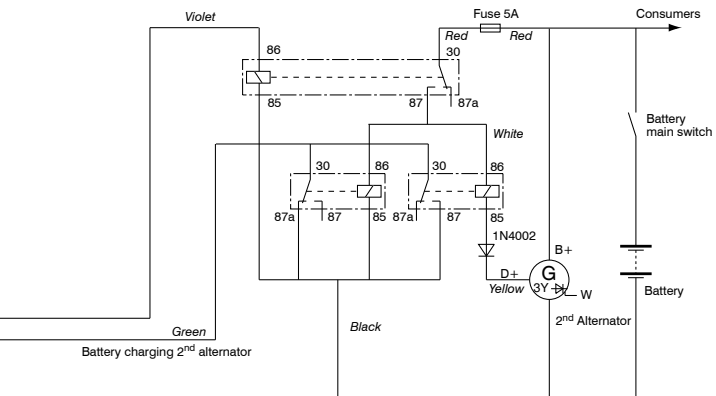 Violet
Fuse 5A
Consumers
Red
Red
86
30
85
87
87a
Battery
main switch
White
30
86
30
86
87a
87
85
87a
87
85
1N4002
B+
D+
G
3Y
W
Yellow
Battery
2nd Alternator
Black
Green
Battery charging 2nd alternator